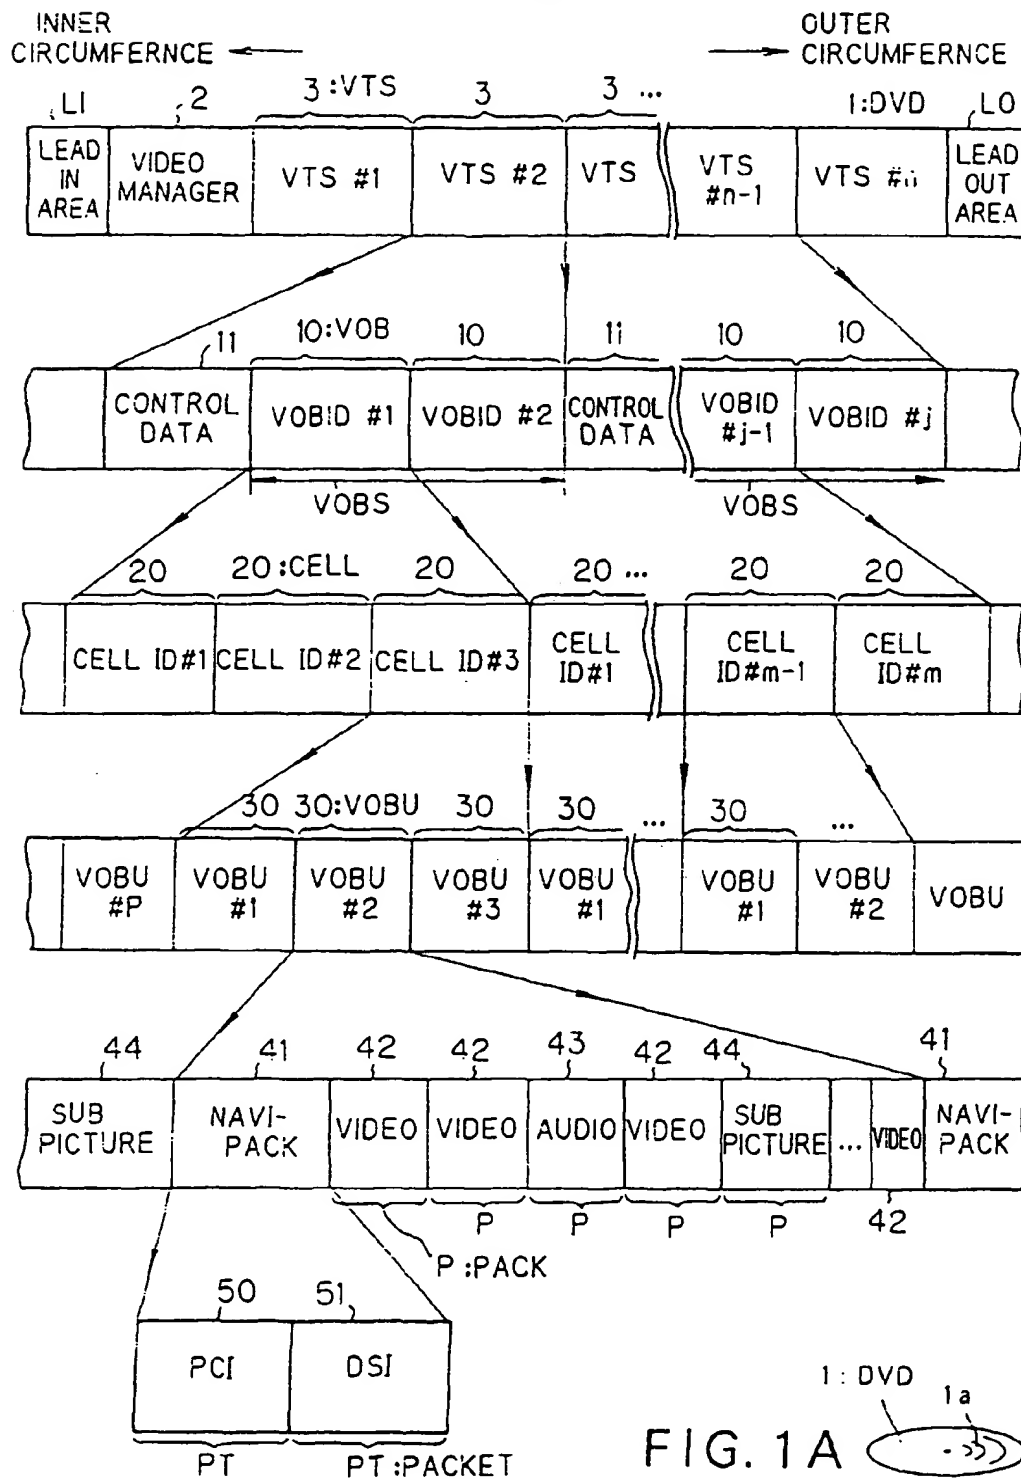 INNER
CIRCUMFERNCE
OUTER
CIRCUMFERNCE
LI 2 3:VTS 3 3 ... 1:DVD LO
LEAD IN AREA VIDEO MANAGER VTS #1 VTS #2 VTS VTS #n-1 VTS #n LEAD OUT AREA
11 10:VOB 10 11 10 10
CONTROL DATA VOBID #1 VOBID #2 CONTROL DATA VOBID #j-1 VOBID #j
VOBS VOBS
20 20:CELL 20 20 ... 20 20
CELL ID#1 CELL ID#2 CELL ID#3 CELL ID#1 CELL ID#m-1 CELL ID#m
30 30:VOBU 30 30 ... 30 ...
VOBU #P VOBU #1 VOBU #2 VOBU #3 VOBU #1 VOBU #1 VOBU #2 VOBU
44 41 42 42 43 42 44 41
SUB PICTURE NAVI-PACK VIDEO VIDEO AUDIO VIDEO SUB PICTURE ... VIDEO NAVI-PACK
P P P P 42
P:PACK
50 51
PCI DSI
PT PT:PACKET
1:DVD 1a
FIG. 1A